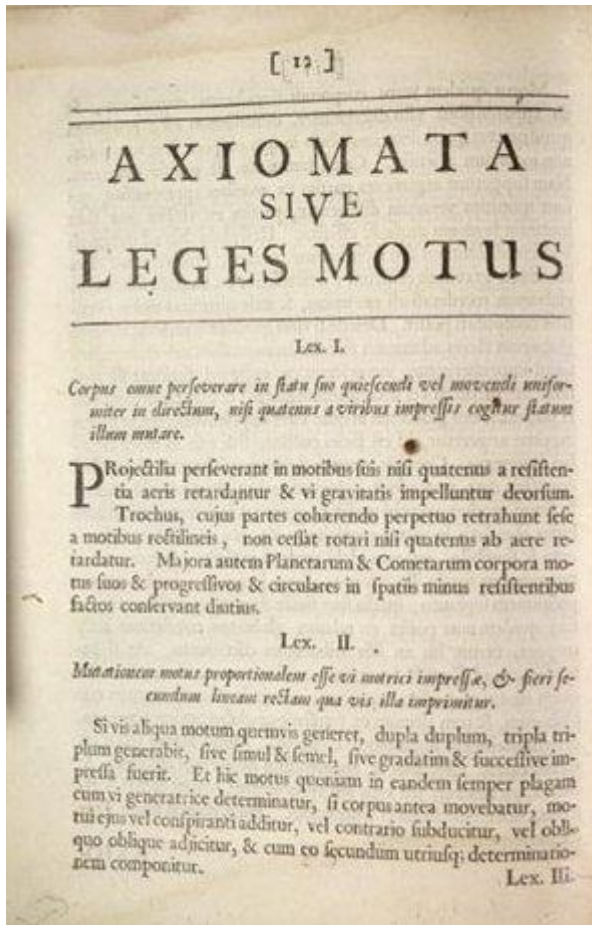 [ 12 ]
AXIOMATA
SIVE
LEGES MOTUS
Lex. I.
Corpus omne perſeverare in ſtatu ſuo quieſcendi vel movendi unifor-
miter in directum, niſi quatenus a viribus impreſſis cogitur ſtatum
illum mutare.
PRojectilia perſeverant in motibus ſuis niſi quatenus a reſiſten-
tia aeris retardantur & vi gravitatis impelluntur deorſum.
Trochus, cujus partes cohærendo perpetuo retrahunt ſeſe
a motibus rectilineis, non ceſſat rotari niſi quatenus ab aere re-
tardatur. Majora autem Planetarum & Cometarum corpora mo-
tus ſuos & progreſſivos & circulares in ſpatiis minus reſiſtentibus
factos conſervant diutius.
Lex. II.
Mutationem motus proportionalem eſſe vi motrici impreſſæ, & fieri ſe-
cundum lineam rectam qua vis illa imprimitur.
Si vis aliqua motum quemvis generet, dupla duplum, tripla tri-
plum generabit, ſive ſimul & ſemel, ſive gradatim & ſucceſſive im-
preſſa fuerit. Et hic motus quoniam in eandem ſemper plagam
cum vi generatrice determinatur, ſi corpus antea movebatur, mo-
tui ejus vel conſpiranti additur, vel contrario ſubducitur, vel obli-
quo oblique adjicitur, & cum eo ſecundum utriuſq; determinatio-
nem componitur.
Lex. III.